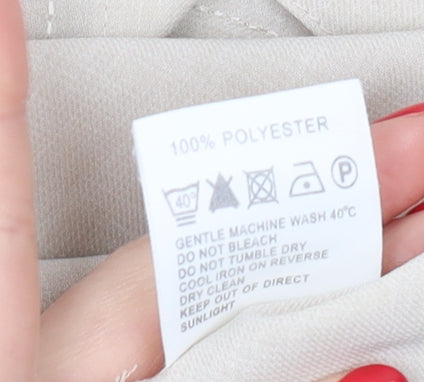 100% POLYESTER
40° P
GENTLE MACHINE WASH 40°C
DO NOT BLEACH
DO NOT TUMBLE DRY
COOL IRON ON REVERSE
DRY CLEAN
KEEP OUT OF DIRECT
SUNLIGHT